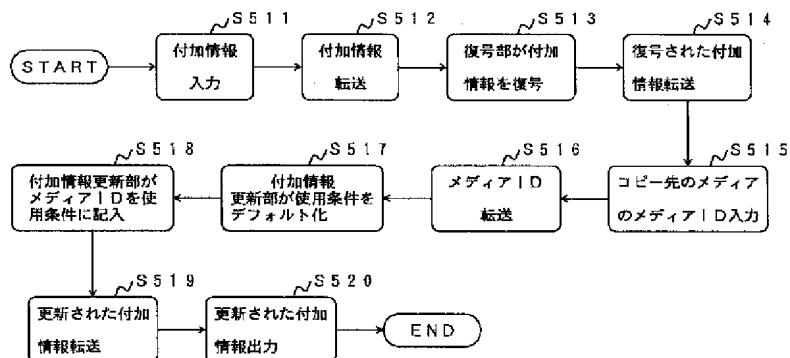 S511
S512
S513
S514
START
付加情報
入力
付加情報
転送
復号部が付加
情報を復号
復号された付加
情報転送
S518
S517
S516
S515
付加情報更新部が
メディアIDを使
用条件に記入
付加情報
更新部が使用条件を
デフォルト化
メディアID
転送
コピー先のメディア
のメディアID入力
S519
S520
更新された付加
情報転送
更新された付加
情報出力
END